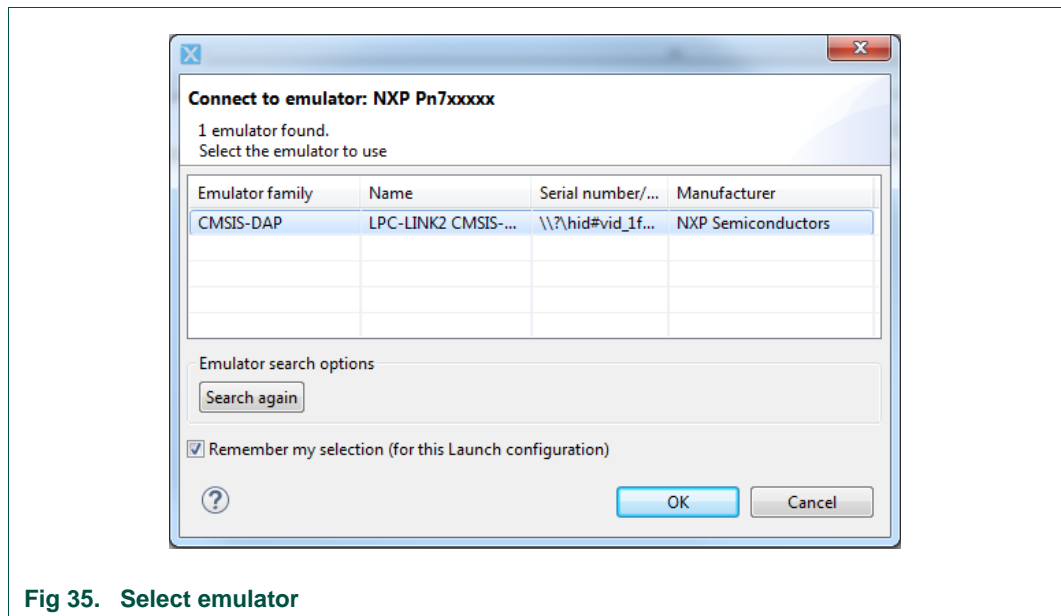 Connect to emulator: NXP Pn7xxxxx
1 emulator found.
Select the emulator to use
Emulator family Name Serial number/... Manufacturer
CMSIS-DAP LPC-LINK2 CMSIS-... \\?\hid#vid_1f... NXP Semiconductors
Emulator search options
Search again
Remember my selection (for this Launch configuration)
OK Cancel
Fig 35. Select emulator